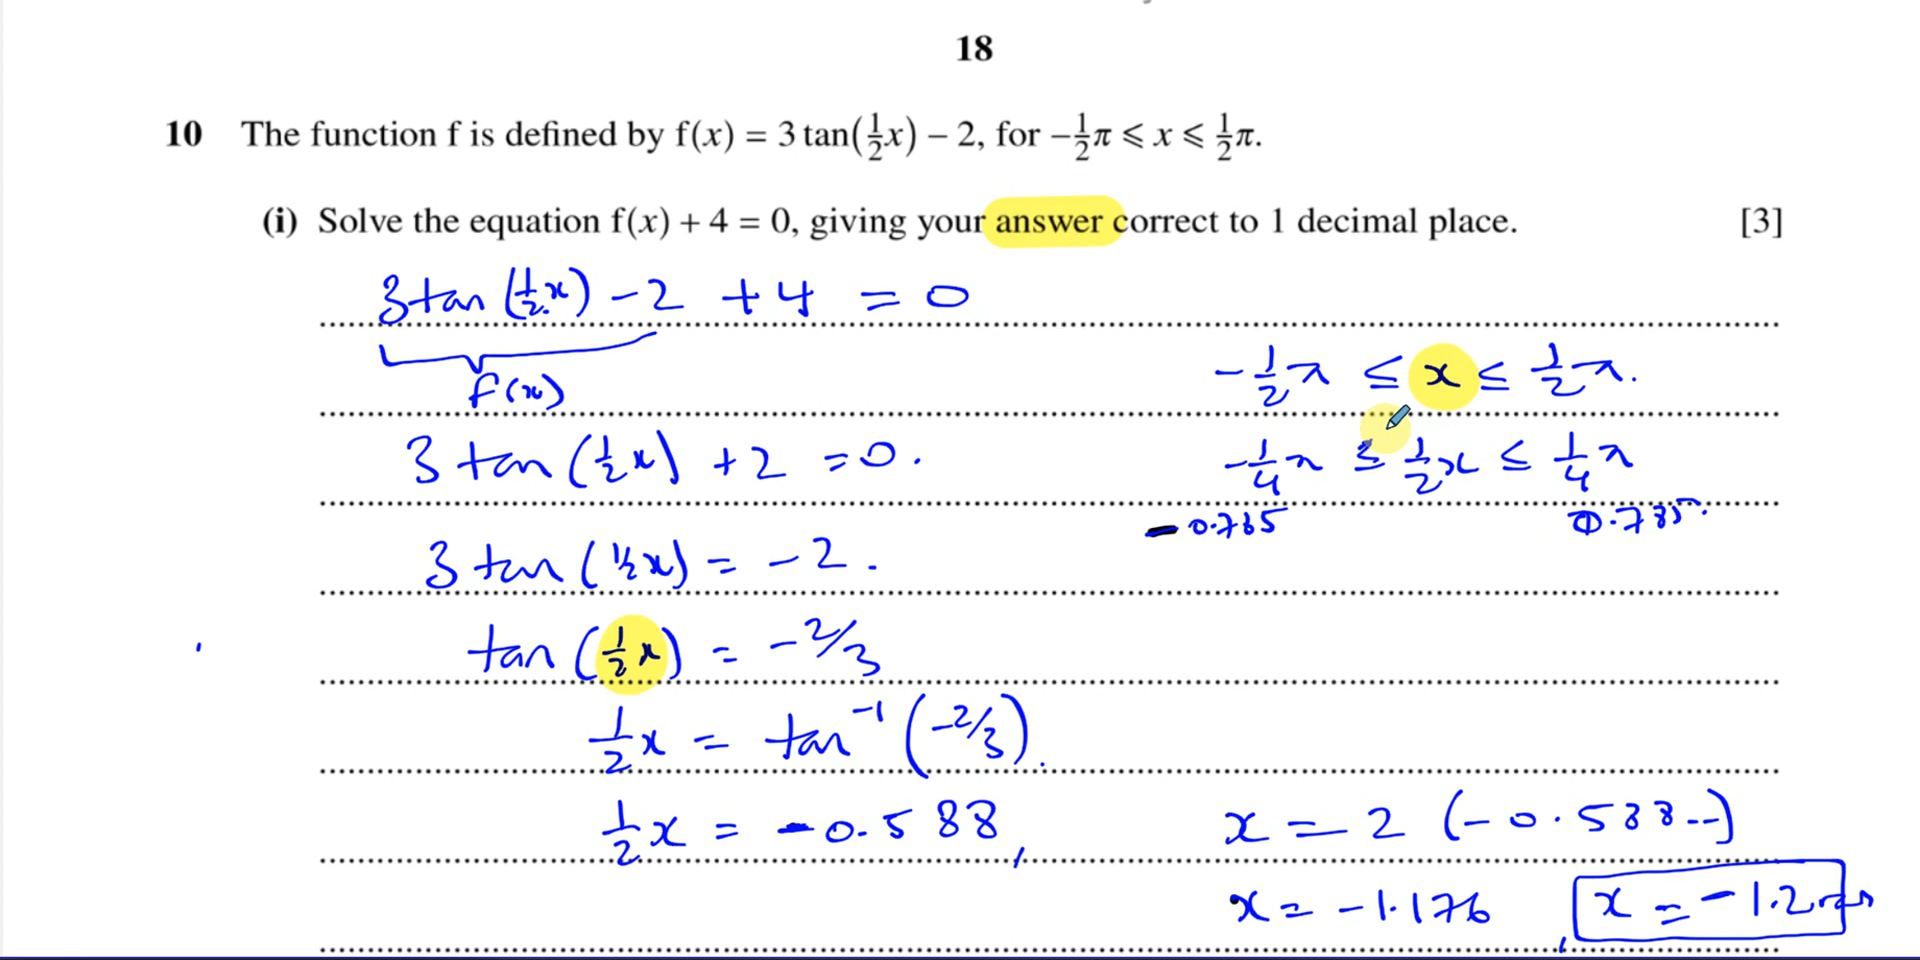 18
10 The function f is defined by f(x) = 3 tan(½x) − 2, for −½π ⩽ x ⩽ ½π.
(i) Solve the equation f(x) + 4 = 0, giving your answer correct to 1 decimal place. [3]
3tan(½x) − 2 + 4 = 0
f(x)
−½π ≤ x ≤ ½π.
3 tan(½x) + 2 = 0.
−¼π ≤ ½x ≤ ¼π
−0.785 0.785.
3 tan(½x) = −2.
tan(½x) = −2/3
½x = tan⁻¹(−2/3).
½x = −0.588,
x = 2(−0.588--)
x = −1.176
x = −1.2